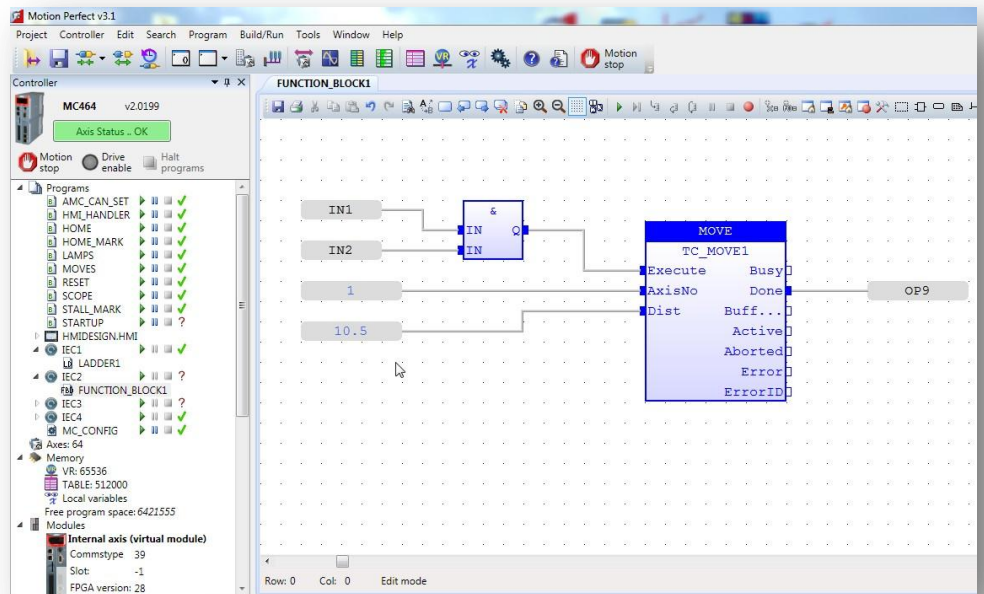 Motion Perfect v3.1
Project Controller Edit Search Program Build/Run Tools Window Help
Motion stop
Controller
FUNCTION_BLOCK1
MC464 v2.0199
Axis Status .. OK
Motion stop Drive enable Halt programs
Programs
AMC_CAN_SET
HMI_HANDLER
HOME
HOME_MARK
LAMPS
MOVES
RESET
SCOPE
STALL_MARK
STARTUP ?
HMIDESIGN.HMI
IEC1
LADDER1
IEC2 ?
FUNCTION_BLOCK1
IEC3 ?
IEC4
MC_CONFIG
Axes: 64
Memory
VR: 65536
TABLE: 512000
Local variables
Free program space: 6421555
Modules
Internal axis (virtual module)
Commstype 39
Slot: -1
FPGA version: 28
IN1
IN2
1
10.5
&
IN Q
IN
MOVE
TC_MOVE1
Execute Busy
AxisNo Done
Dist Buff...
Active
Aborted
Error
ErrorID
OP9
Row: 0 Col: 0 Edit mode